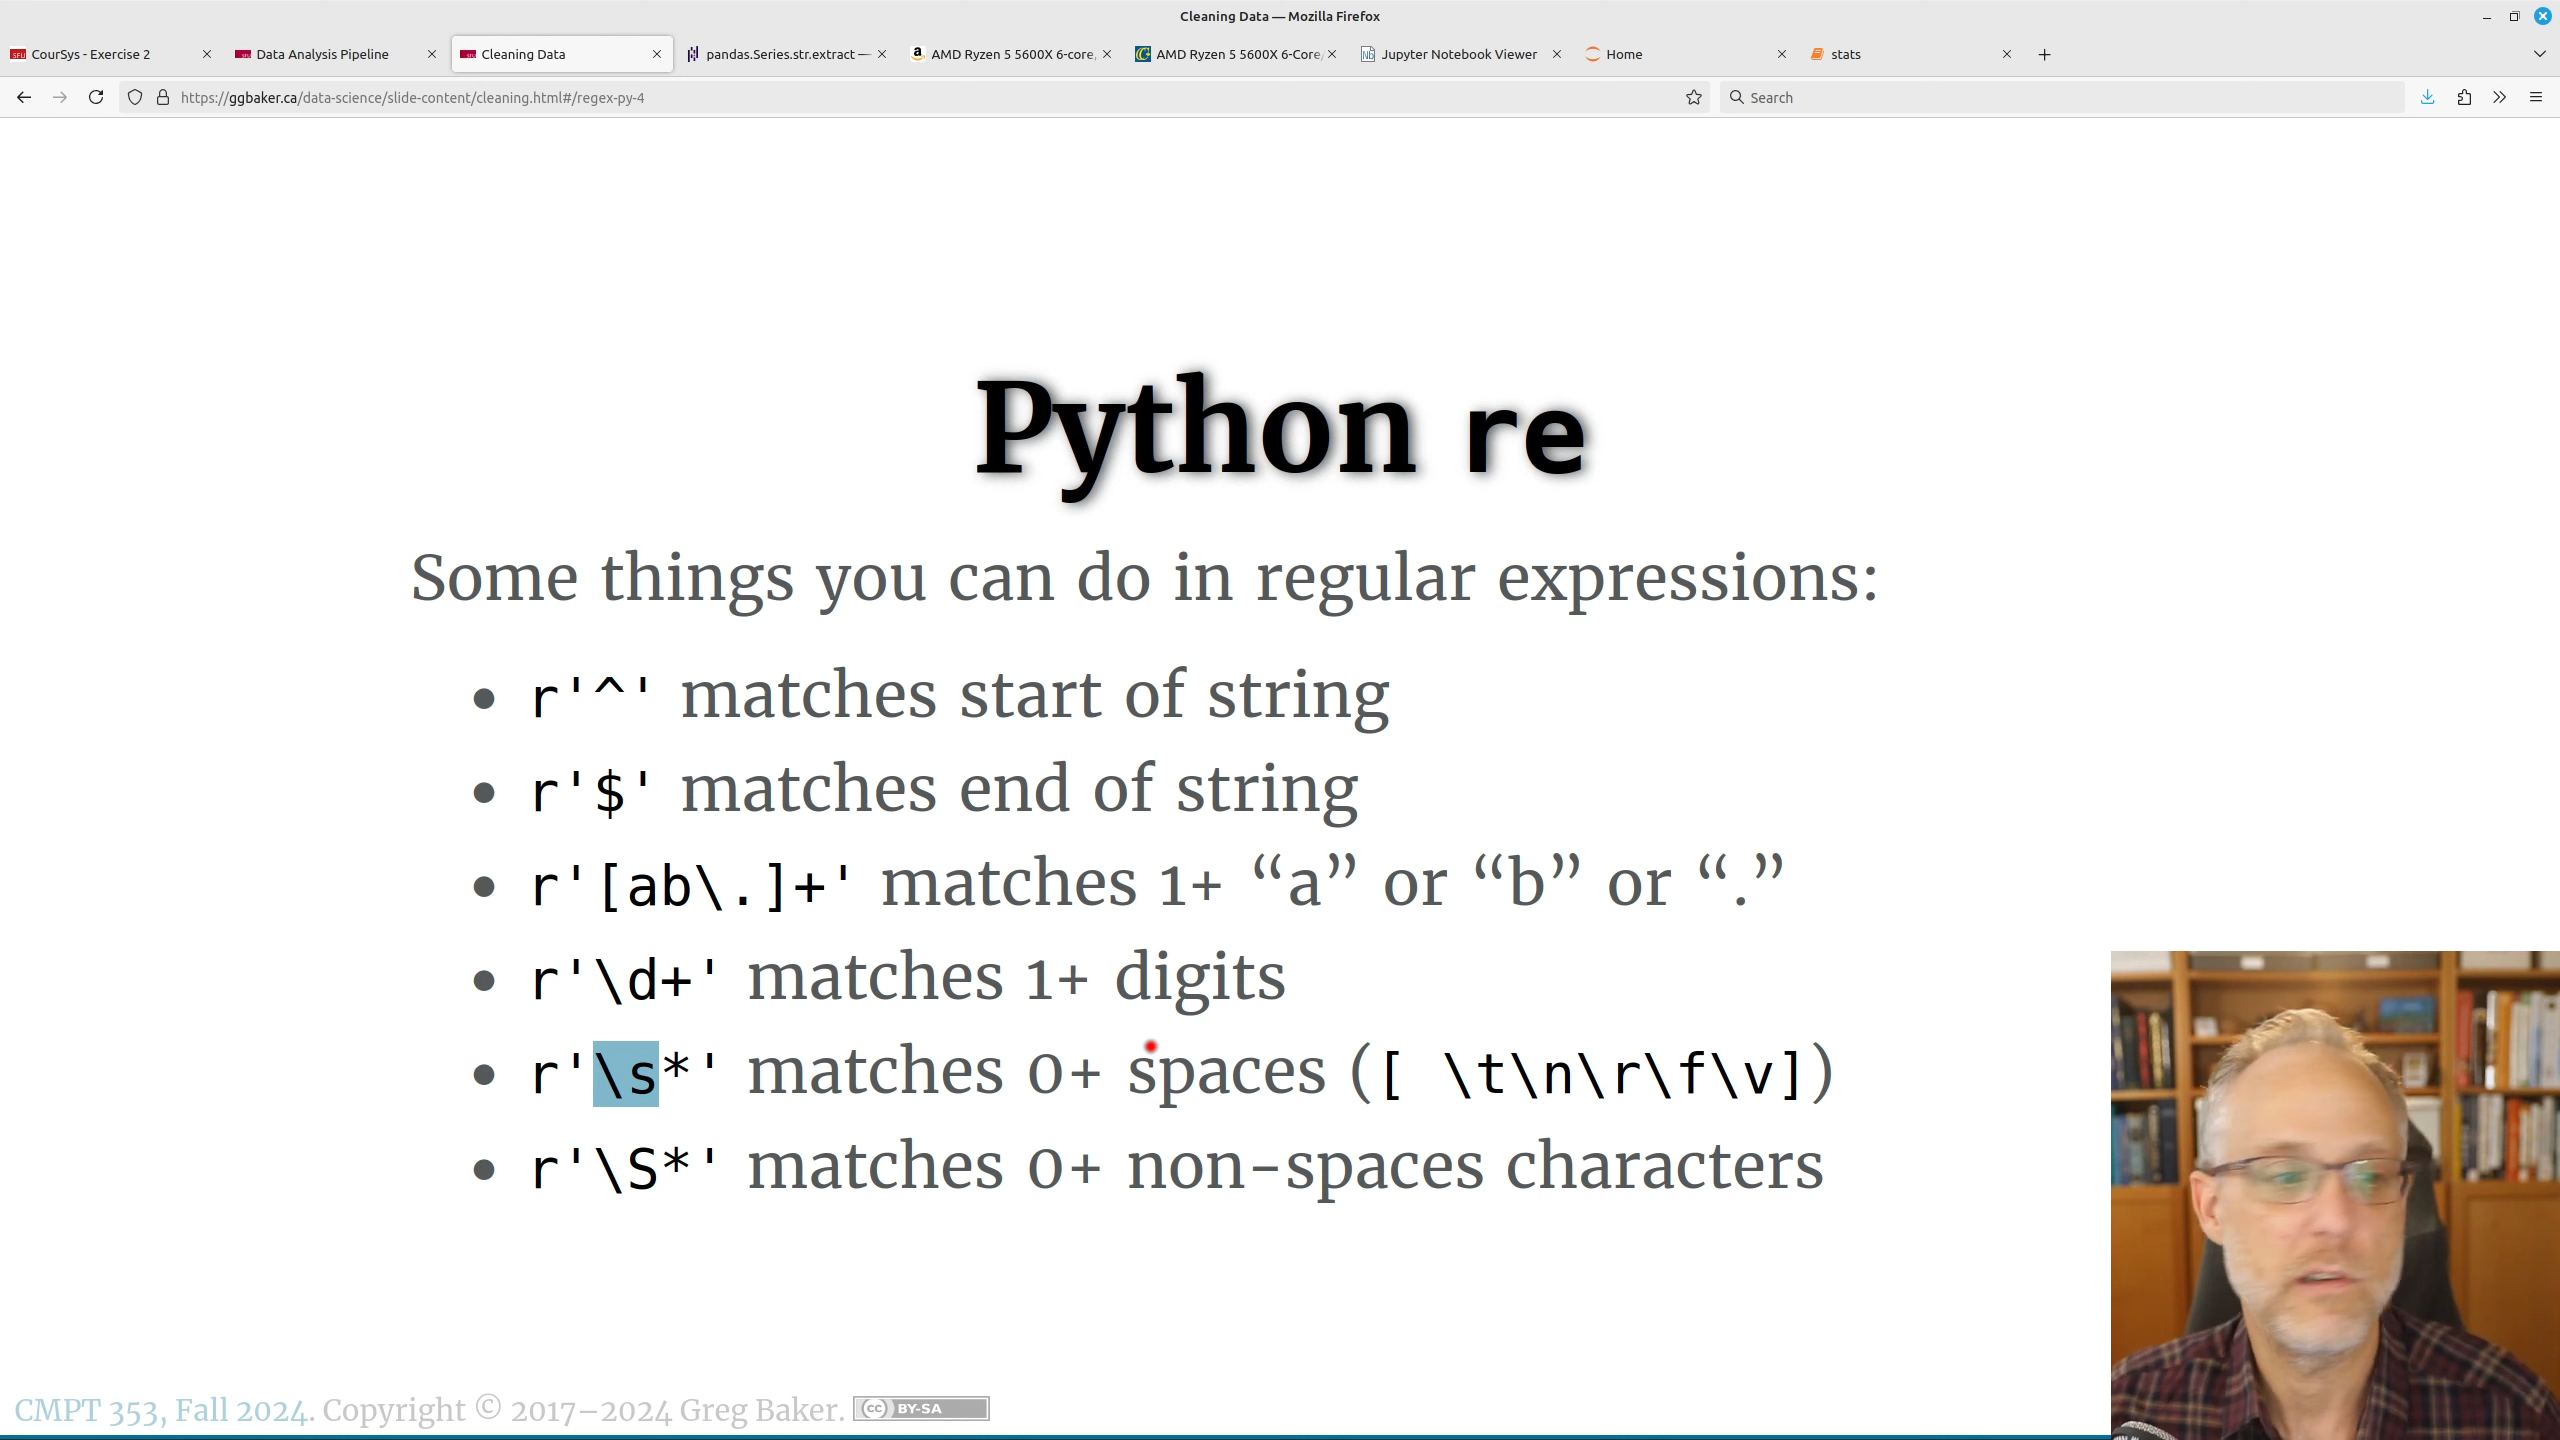 Cleaning Data — Mozilla Firefox
CourSys - Exercise 2
Data Analysis Pipeline
Cleaning Data
pandas.Series.str.extract —
AMD Ryzen 5 5600X 6-core,
AMD Ryzen 5 5600X 6-Core/
Jupyter Notebook Viewer
Home
stats
https://ggbaker.ca/data-science/slide-content/cleaning.html#/regex-py-4
Search
Python re
Some things you can do in regular expressions:
• r'^' matches start of string
• r'$' matches end of string
• r'[ab\.]+' matches 1+ “a” or “b” or “.”
• r'\d+' matches 1+ digits
• r'\s*' matches 0+ spaces ([ \t\n\r\f\v])
• r'\S*' matches 0+ non-spaces characters
CMPT 353, Fall 2024. Copyright © 2017–2024 Greg Baker. cc BY-SA